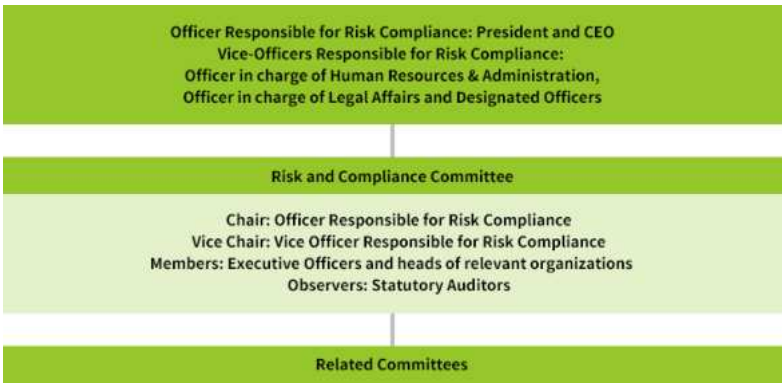 Officer Responsible for Risk Compliance: President and CEO
Vice-Officers Responsible for Risk Compliance:
Officer in charge of Human Resources & Administration,
Officer in charge of Legal Affairs and Designated Officers
Risk and Compliance Committee
Chair: Officer Responsible for Risk Compliance
Vice Chair: Vice Officer Responsible for Risk Compliance
Members: Executive Officers and heads of relevant organizations
Observers: Statutory Auditors
Related Committees